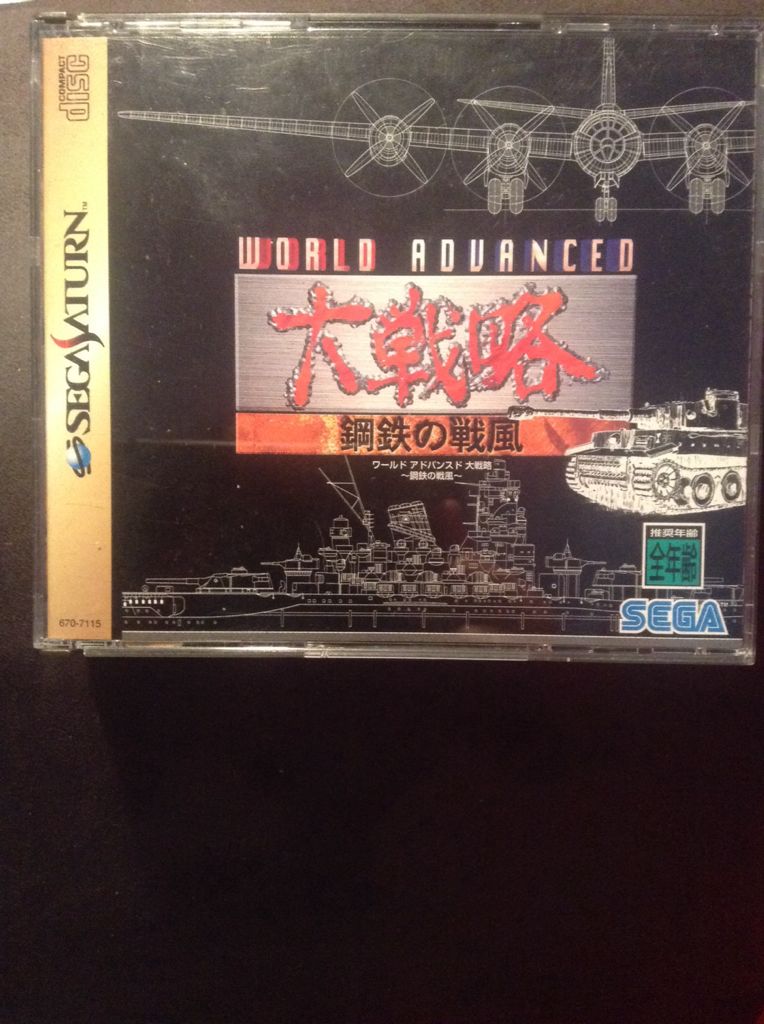 COMPACT
disc
SEGA SATURN™
670-7115
WORLD ADVANCED
大戦略
鋼鉄の戦風
ワールド アドバンスド 大戦略
～鋼鉄の戦風～
推奨年齢
全年齢
SEGA™